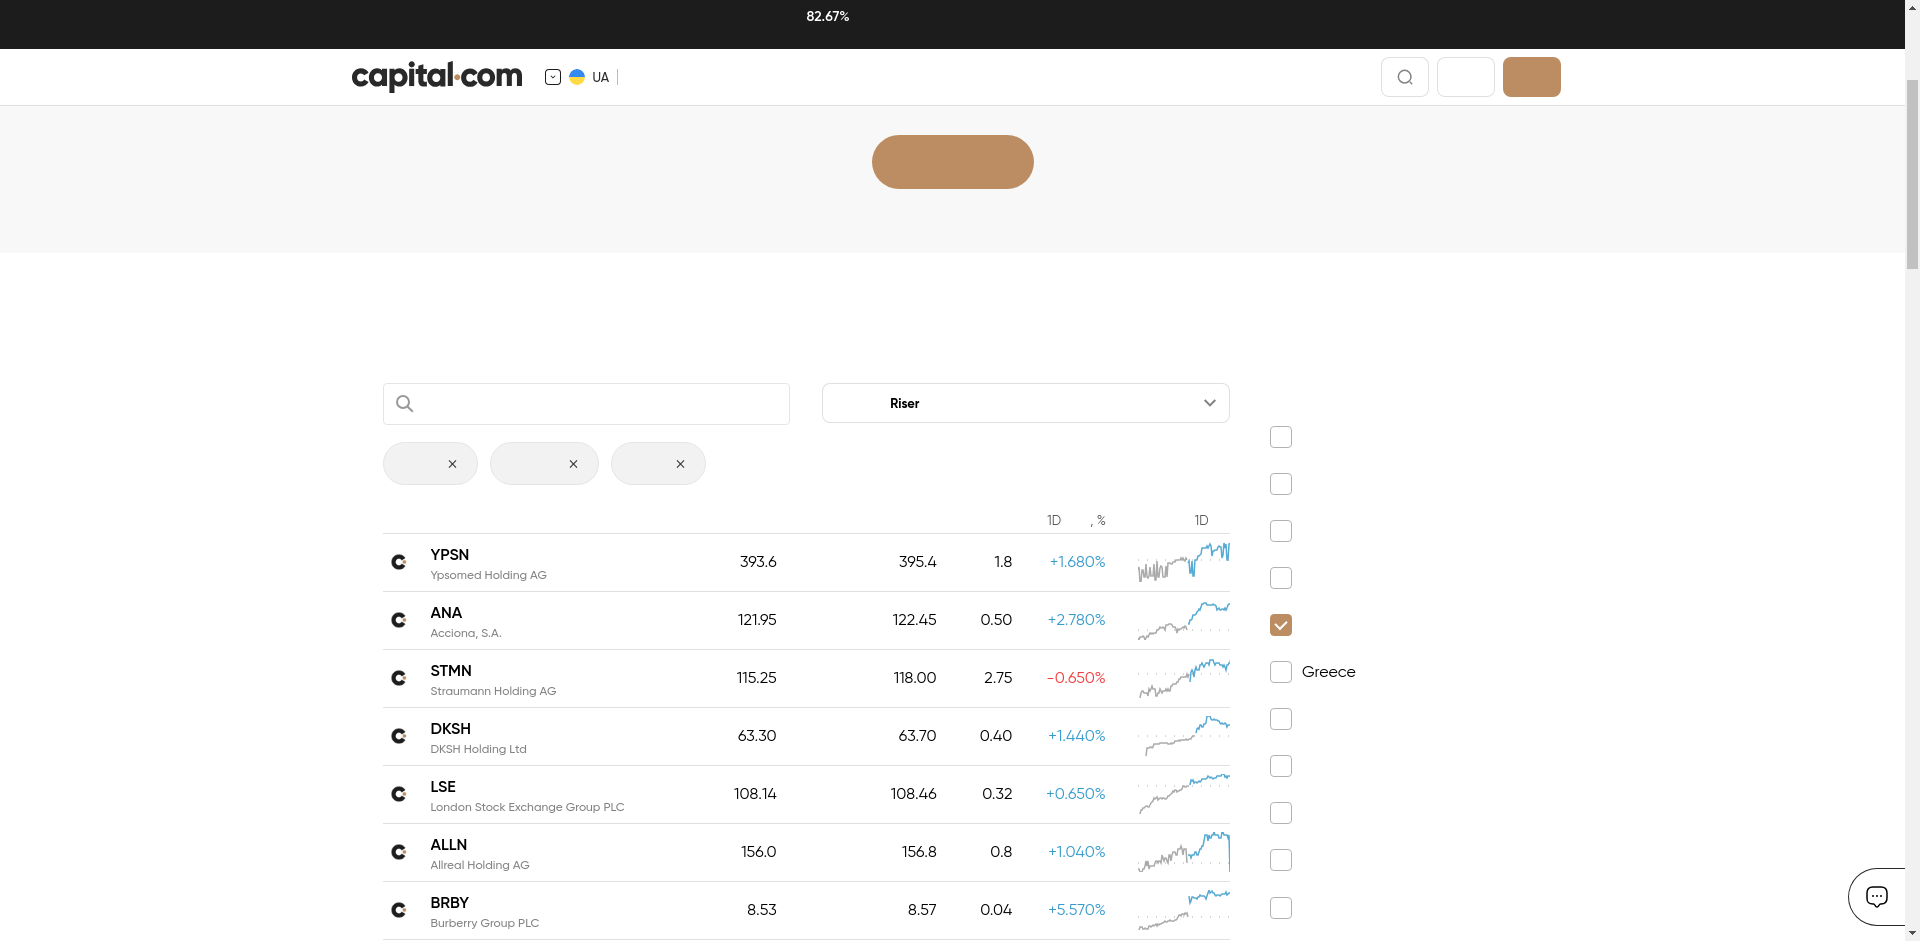 82.67%
capital.com
UA
Riser
1D , % 1D
YPSN 393.6 395.4 1.8 +1.680%
Ypsomed Holding AG
ANA 121.95 122.45 0.50 +2.780%
Acciona, S.A.
STMN 115.25 118.00 2.75 -0.650%
Straumann Holding AG
DKSH 63.30 63.70 0.40 +1.440%
DKSH Holding Ltd
LSE 108.14 108.46 0.32 +0.650%
London Stock Exchange Group PLC
ALLN 156.0 156.8 0.8 +1.040%
Allreal Holding AG
BRBY 8.53 8.57 0.04 +5.570%
Burberry Group PLC
Greece